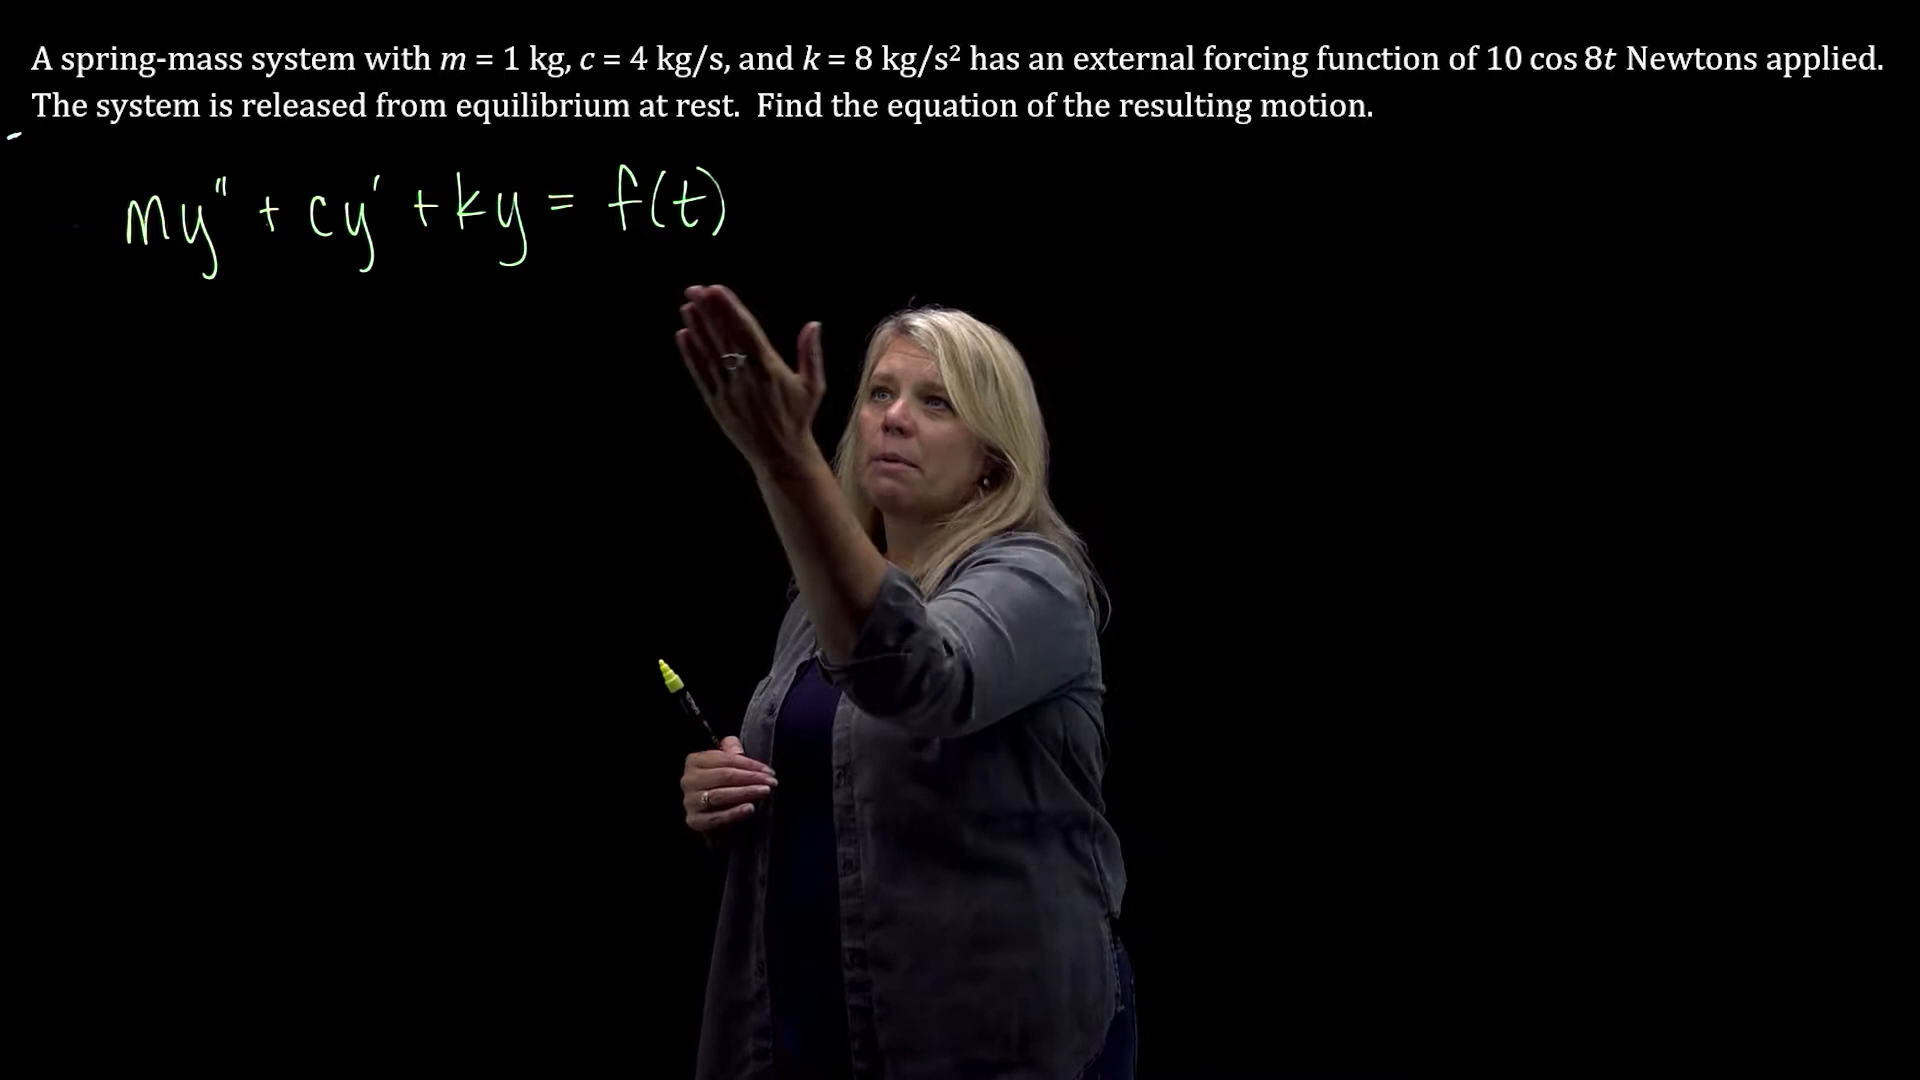 A spring-mass system with m = 1 kg, c = 4 kg/s, and k = 8 kg/s² has an external forcing function of 10 cos 8t Newtons applied.
The system is released from equilibrium at rest. Find the equation of the resulting motion.
my'' + cy' + ky = f(t)